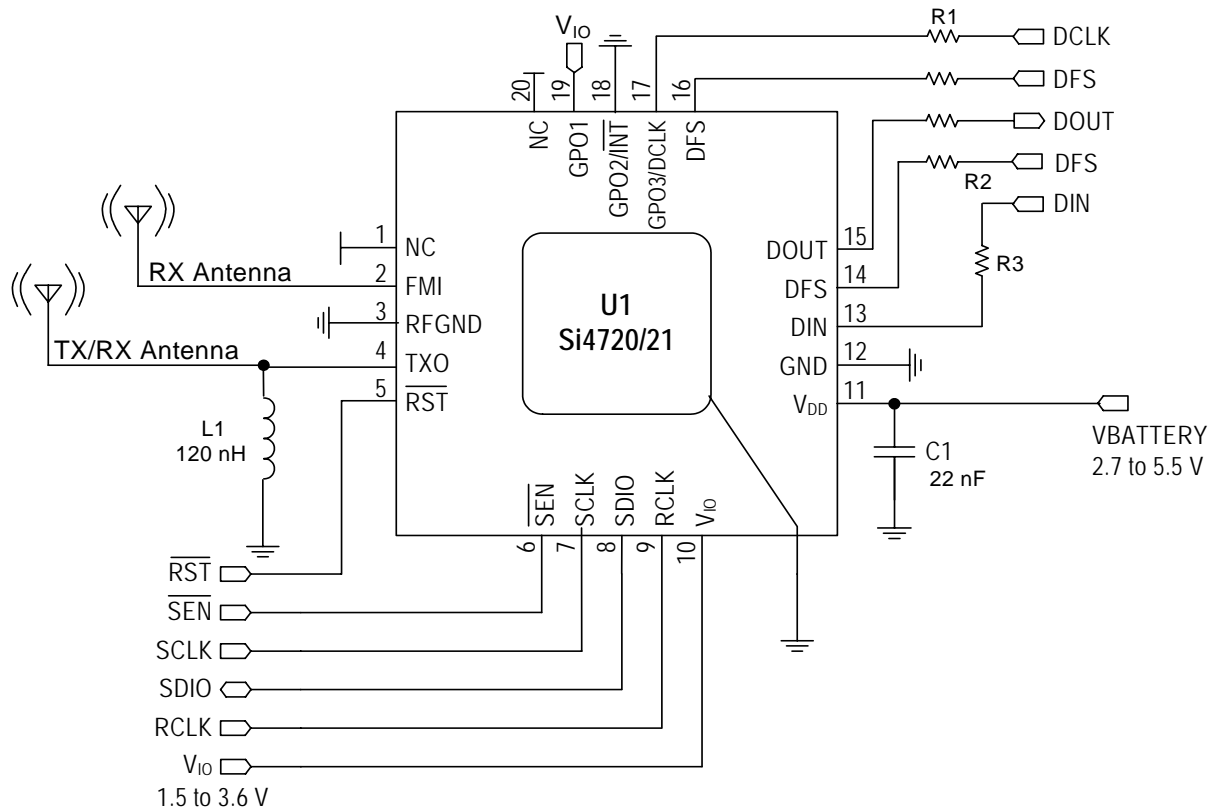 R1
V_IO
DCLK
DFS
DOUT
DFS
R2
DIN
R3
20
19
18
17
16
NC
GPO1
GPO2/INT
GPO3/DCLK
DFS
1
NC
RX Antenna
2
FMI
3
RFGND
TX/RX Antenna
4
TXO
5
RST
U1
Si4720/21
DOUT
15
DFS
14
DIN
13
GND
12
V_DD
11
L1
120 nH
C1
22 nF
VBATTERY
2.7 to 5.5 V
SEN
SCLK
SDIO
RCLK
V_IO
6
7
8
9
10
RST
SEN
SCLK
SDIO
RCLK
V_IO
1.5 to 3.6 V